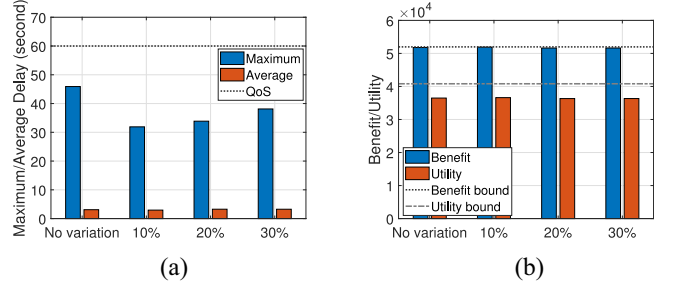 Maximum/Average Delay (second)
70
60
50
40
30
20
10
0
Maximum
Average
QoS
No variation 10% 20% 30%
(a)
Benefit/Utility
×10⁴
6
5
4
3
2
1
0
Benefit
Utility
Benefit bound
Utility bound
No variation 10% 20% 30%
(b)